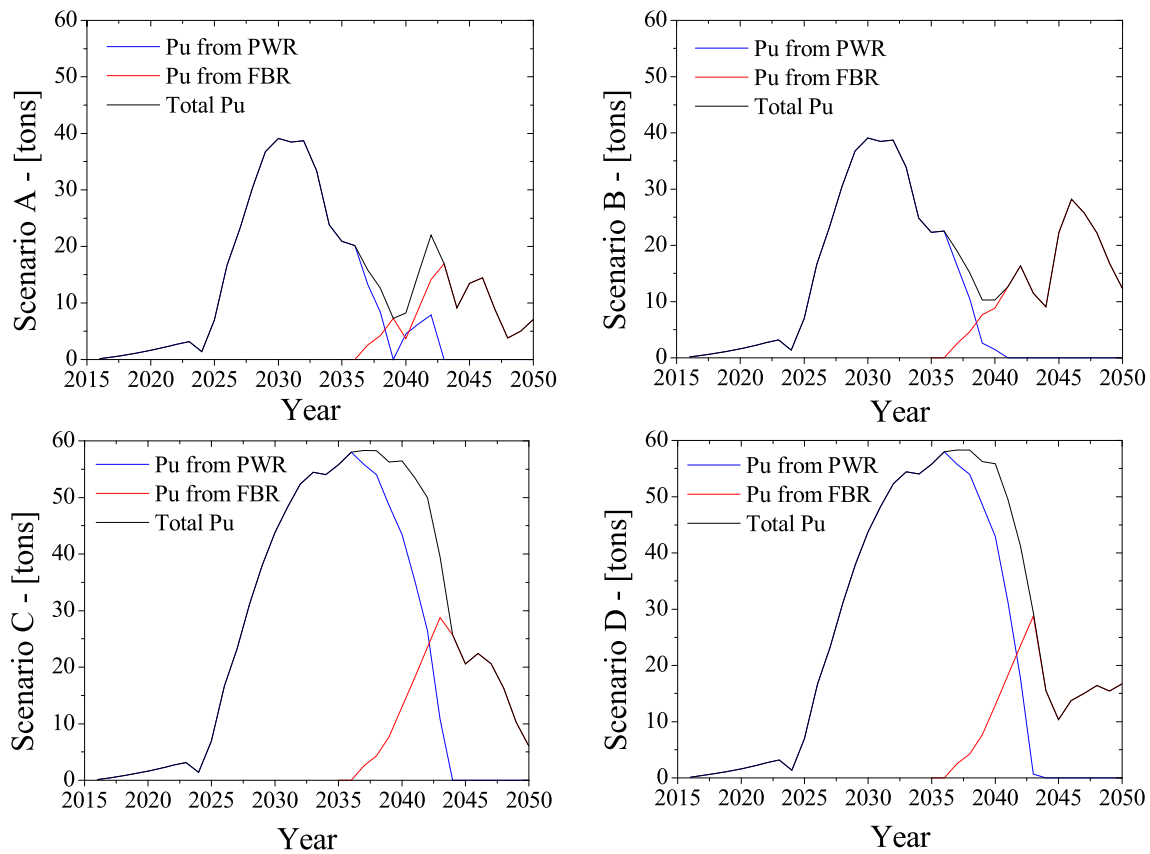 Scenario A - [tons]
60
50
40
30
20
10
0
Pu from PWR
Pu from FBR
Total Pu
2015 2020 2025 2030 2035 2040 2045 2050
Year
Scenario B - [tons]
60
50
40
30
20
10
0
Pu from PWR
Pu from FBR
Total Pu
2015 2020 2025 2030 2035 2040 2045 2050
Year
Scenario C - [tons]
60
50
40
30
20
10
0
Pu from PWR
Pu from FBR
Total Pu
2015 2020 2025 2030 2035 2040 2045 2050
Year
Scenario D - [tons]
60
50
40
30
20
10
0
Pu from PWR
Pu from FBR
Total Pu
2015 2020 2025 2030 2035 2040 2045 2050
Year